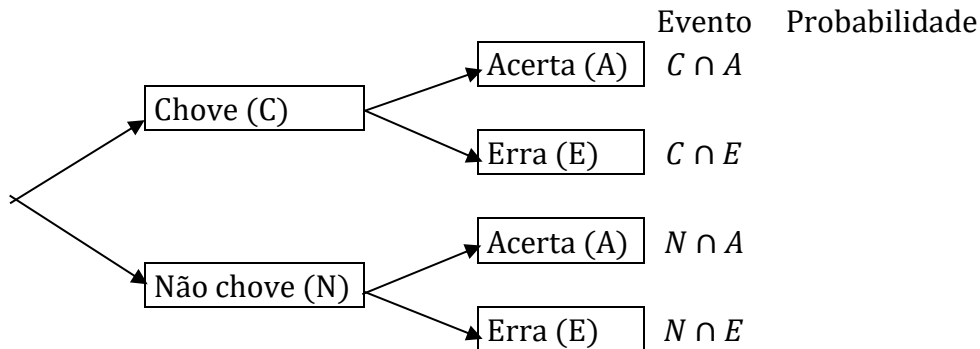 Evento Probabilidade
Acerta (A) C ∩ A
Chove (C)
Erra (E) C ∩ E
Acerta (A) N ∩ A
Não chove (N)
Erra (E) N ∩ E